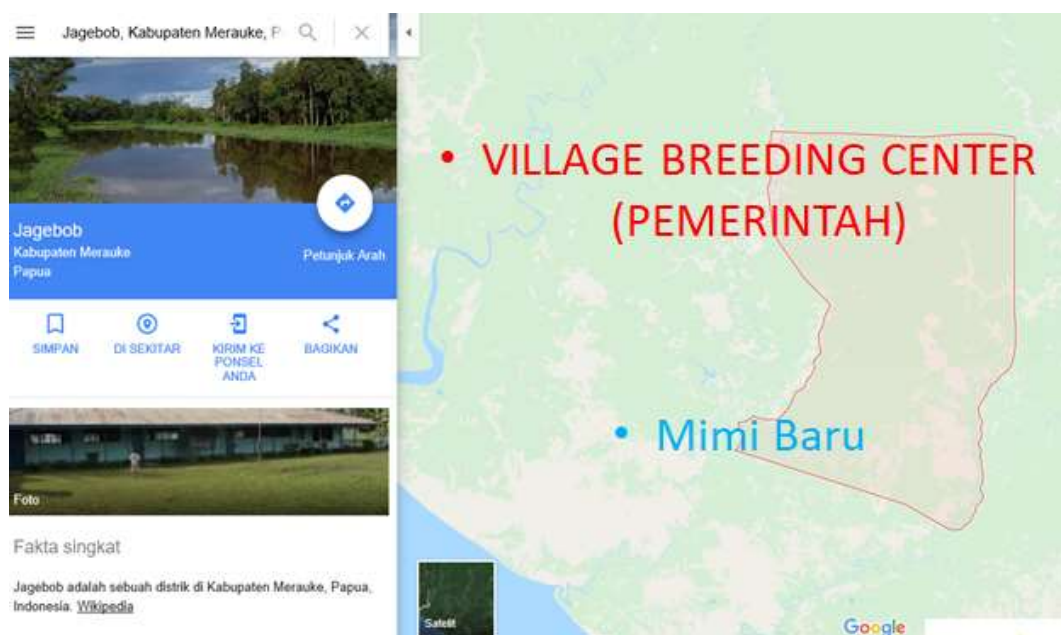 Jagebob, Kabupaten Merauke, P
Jagebob
Kabupaten Merauke
Papua
Petunjuk Arah
SIMPAN
DI SEKITAR
KIRIM KE
PONSEL
ANDA
BAGIKAN
Foto
Fakta singkat
Jagebob adalah sebuah distrik di Kabupaten Merauke, Papua,
Indonesia. Wikipedia
• VILLAGE BREEDING CENTER
(PEMERINTAH)
• Mimi Baru
Satelit
Google